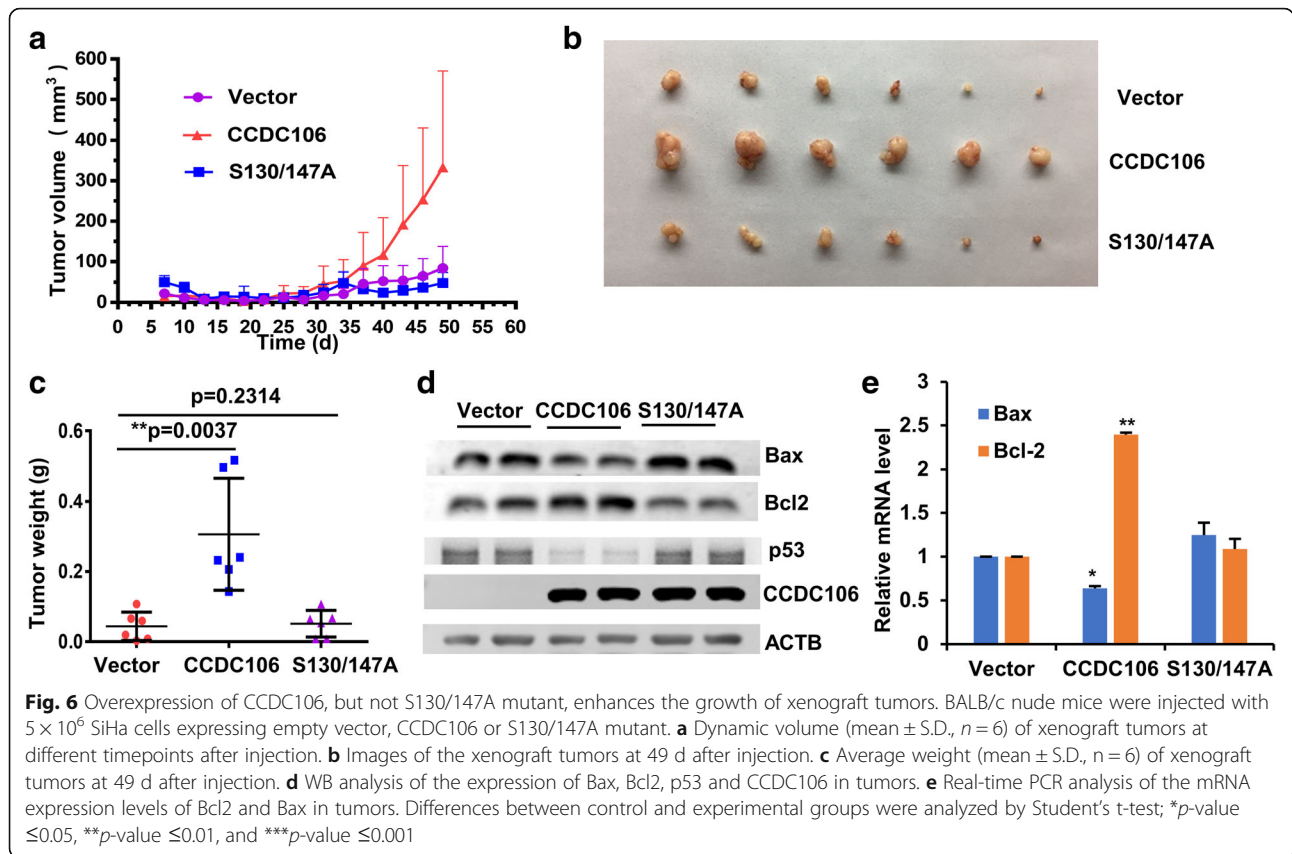 a
600
500
400
300
200
100
0
Tumor volume ( mm³ )
Vector
CCDC106
S130/147A
0 5 10 15 20 25 30 35 40 45 50 55 60
Time (d)
b
Vector
CCDC106
S130/147A
c
p=0.2314
**p=0.0037
0.6
0.4
0.2
0.0
Tumor weight (g)
Vector CCDC106 S130/147A
d
Vector CCDC106 S130/147A
Bax
Bcl2
p53
CCDC106
ACTB
e
3
2.5
2
1.5
1
0.5
0
Relative mRNA level
Bax
Bcl-2
*
**
Vector CCDC106 S130/147A
Fig. 6 Overexpression of CCDC106, but not S130/147A mutant, enhances the growth of xenograft tumors. BALB/c nude mice were injected with
5 × 10⁶ SiHa cells expressing empty vector, CCDC106 or S130/147A mutant. a Dynamic volume (mean ± S.D., n = 6) of xenograft tumors at
different timepoints after injection. b Images of the xenograft tumors at 49 d after injection. c Average weight (mean ± S.D., n = 6) of xenograft
tumors at 49 d after injection. d WB analysis of the expression of Bax, Bcl2, p53 and CCDC106 in tumors. e Real-time PCR analysis of the mRNA
expression levels of Bcl2 and Bax in tumors. Differences between control and experimental groups were analyzed by Student's t-test; *p-value
≤0.05, **p-value ≤0.01, and ***p-value ≤0.001